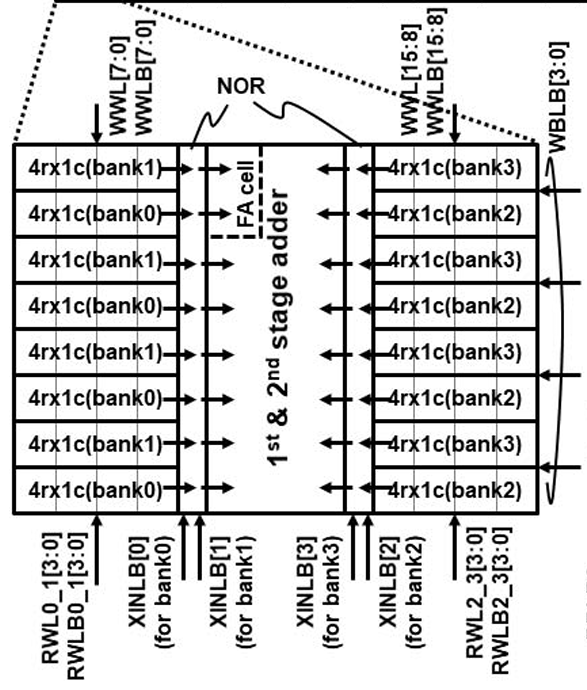 WWL[7:0]
WWLB[7:0]
NOR
WWL[15:8]
WWLB[15:8]
WBLB[3:0]
4rx1c(bank1)
4rx1c(bank0)
4rx1c(bank1)
4rx1c(bank0)
4rx1c(bank1)
4rx1c(bank0)
4rx1c(bank1)
4rx1c(bank0)
FA cell
1st & 2nd stage adder
4rx1c(bank3)
4rx1c(bank2)
4rx1c(bank3)
4rx1c(bank2)
4rx1c(bank3)
4rx1c(bank2)
4rx1c(bank3)
4rx1c(bank2)
RWL0_1[3:0]
RWLB0_1[3:0]
XINLB[0]
(for bank0)
XINLB[1]
(for bank1)
XINLB[3]
(for bank3)
XINLB[2]
(for bank2)
RWL2_3[3:0]
RWLB2_3[3:0]